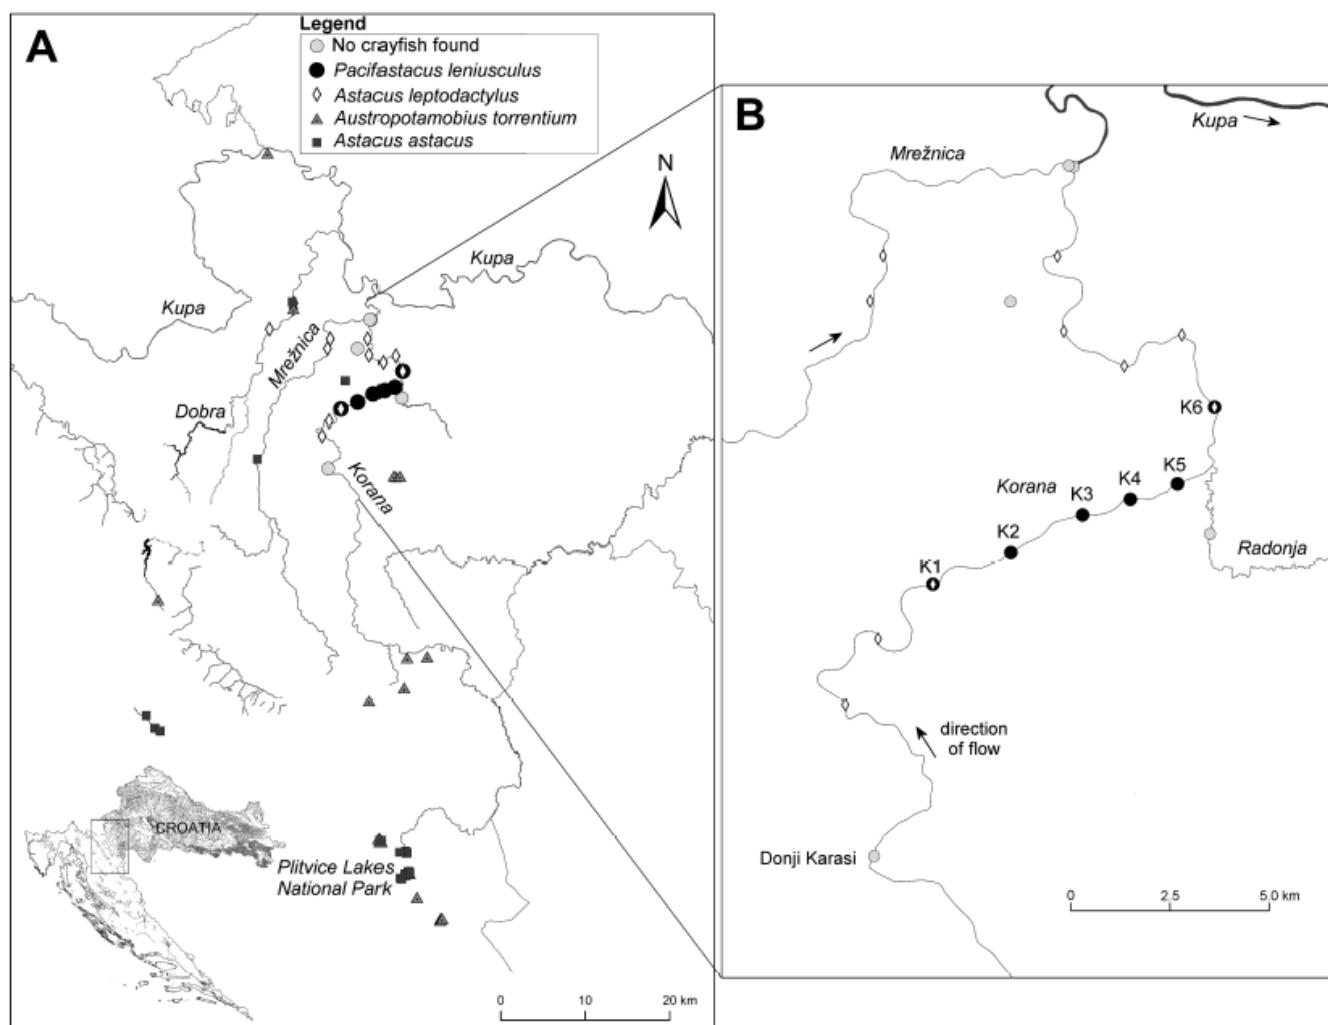 A
Legend
No crayfish found
Pacifastacus leniusculus
Astacus leptodactylus
Austropotamobius torrentium
Astacus astacus
N
Kupa
Kupa
Mrežnica
Dobra
Korana
CROATIA
Plitvice Lakes
National Park
0 10 20 km
B
Kupa
Mrežnica
K6
K5
K4
Korana
K3
K2
Radonja
K1
direction
of flow
Donji Karasi
0 2.5 5.0 km